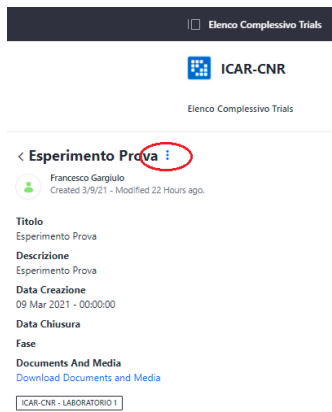 Elenco Complessivo Trials
ICAR-CNR
Elenco Complessivo Trials
Esperimento Prova
Francesco Gargiulo
Created 3/9/21 - Modified 22 Hours ago.
Titolo
Esperimento Prova
Descrizione
Esperimento Prova
Data Creazione
09 Mar 2021 - 00:00:00
Data Chiusura
Fase
Documents And Media
Download Documents and Media
ICAR-CNR - LABORATORIO 1